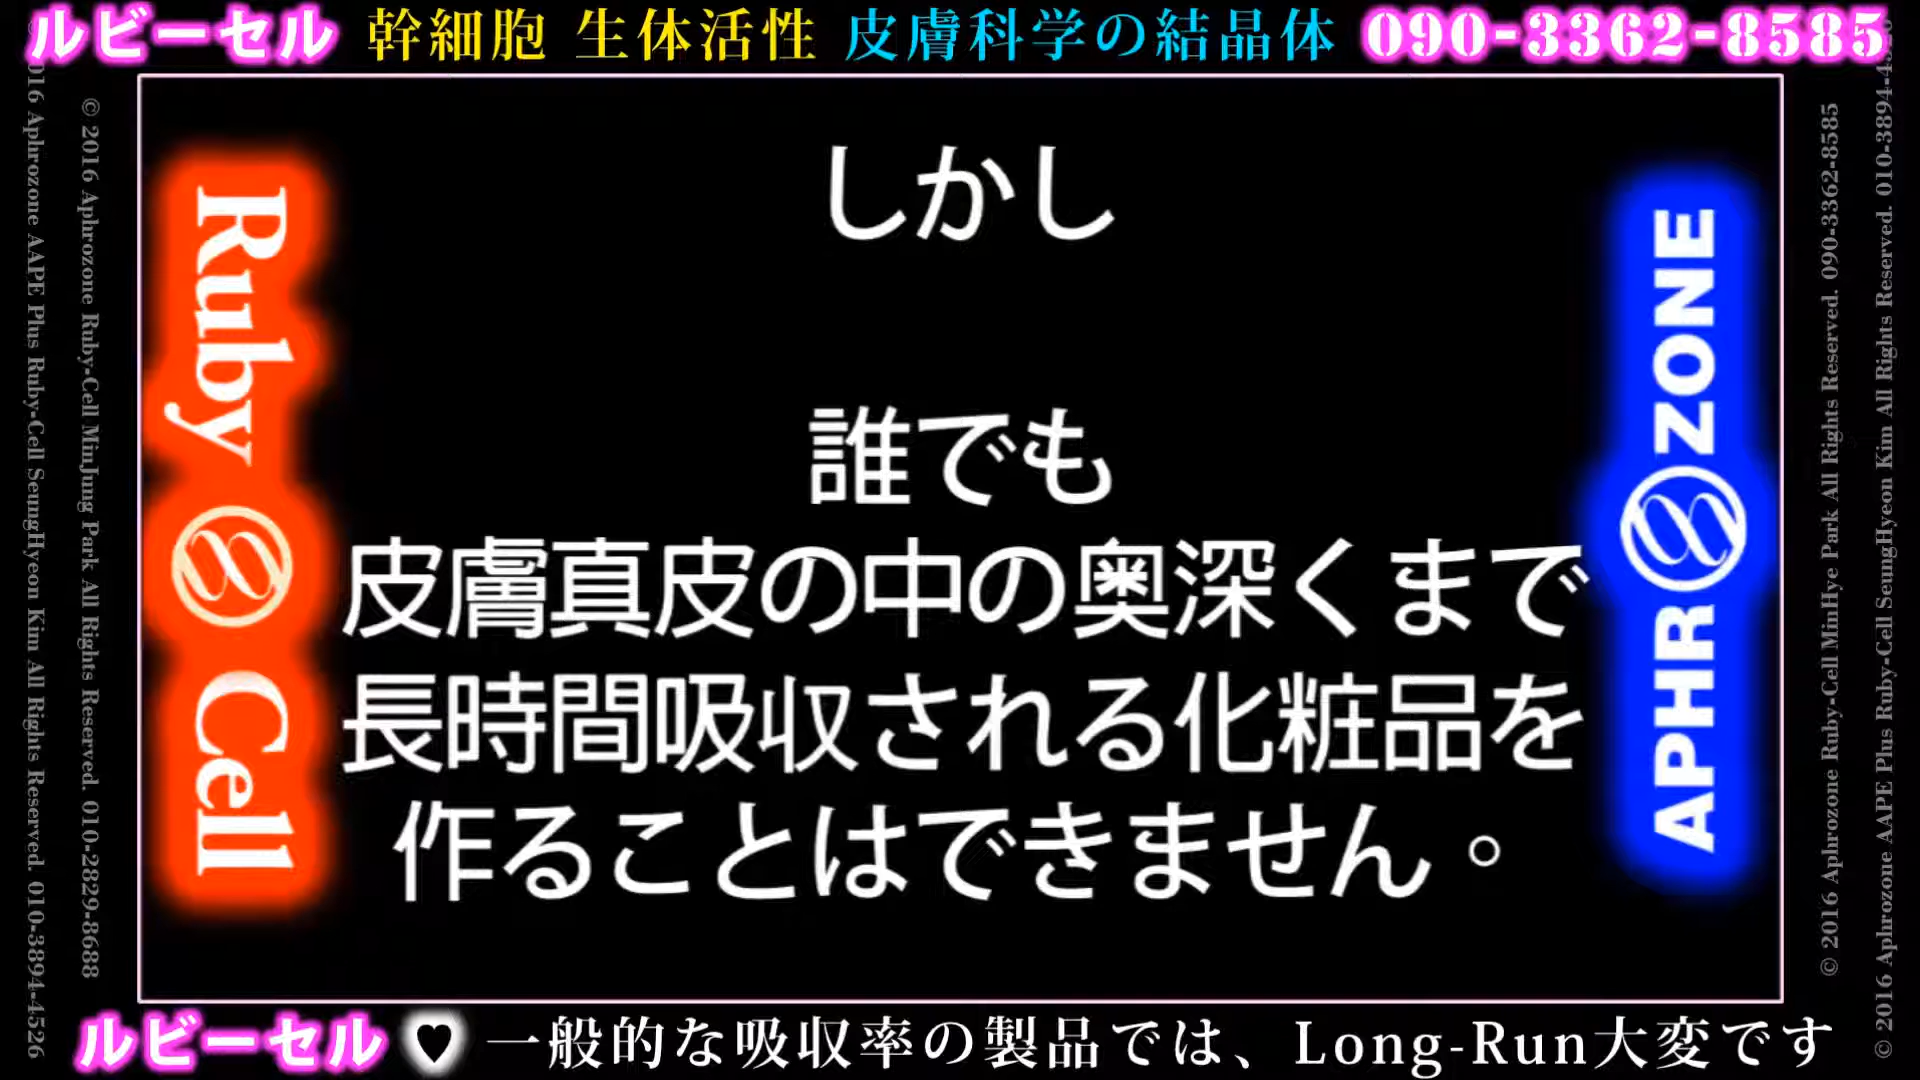 ルビーセル 幹細胞 生体活性 皮膚科学の結晶体 090-3362-8585
しかし
誰でも
皮膚真皮の中の奥深くまで
長時間吸収される化粧品を
作ることはできません。
Ruby Cell
APHROZONE
© 2016 Aphrozone Ruby-Cell MinJung Park All Rights Reserved. 010-2829-8688
016 Aphrozone AAPE Plus Ruby-Cell SeungHyeon Kim All Rights Reserved. 010-3894-4526
© 2016 Aphrozone Ruby-Cell MinHye Park All Rights Reserved. 090-3362-8585
© 2016 Aphrozone AAPE Plus Ruby-Cell SeungHyeon Kim All Rights Reserved. 010-3894-4526
ルビーセル ♥ 一般的な吸収率の製品では、Long-Run大変です